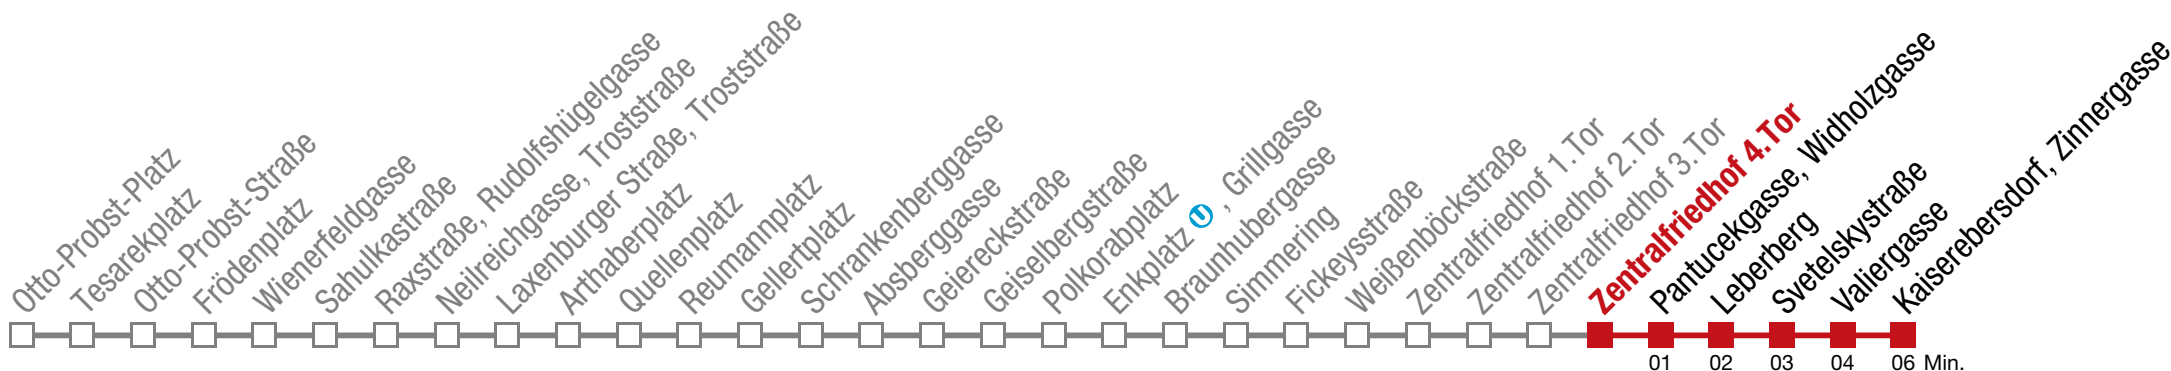 Otto-Probst-Platz
Tesarekplatz
Otto-Probst-Straße
Frödenplatz
Wienerfeldgasse
Sahulkastraße
Raxstraße, Rudolfshügelgasse
Neilreichgasse, Troststraße
Laxenburger Straße, Troststraße
Arthaberplatz
Quellenplatz
Reumannplatz
Gellertplatz
Schrankenberggasse
Absberggasse
Geiereckstraße
Geiselbergstraße
Polkorabplatz
Enkplatz U, Grillgasse
Braunhubergasse
Simmering
Fickeysstraße
Weißenböckstraße
Zentralfriedhof 1.Tor
Zentralfriedhof 2.Tor
Zentralfriedhof 3.Tor
Zentralfriedhof 4.Tor
Pantucekgasse, Widholzgasse
Leberberg
Svetelskystraße
Valiergasse
Kaiserebersdorf, Zinnergasse
01 02 03 04 06 Min.